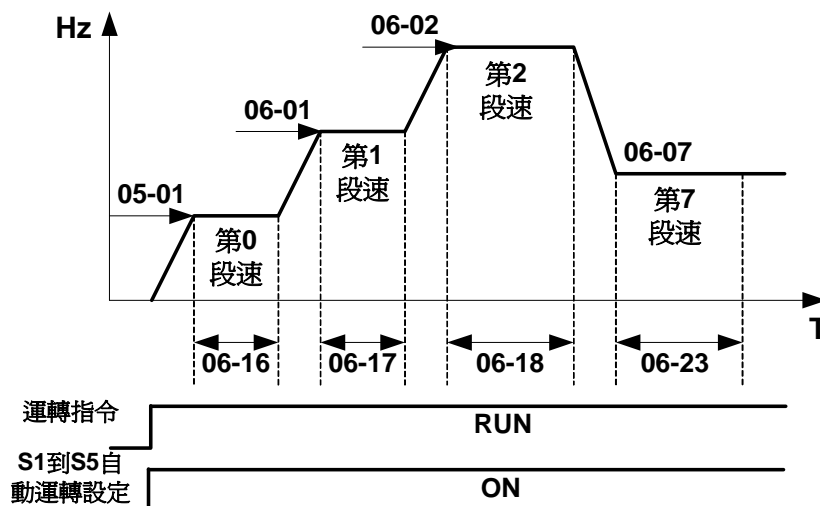 Hz
06-02
第2
段速
06-01
第1
段速
06-07
05-01
第7
段速
第0
段速
T
06-16
06-17
06-18
06-23
運轉指令
RUN
S1到S5自
動運轉設定
ON